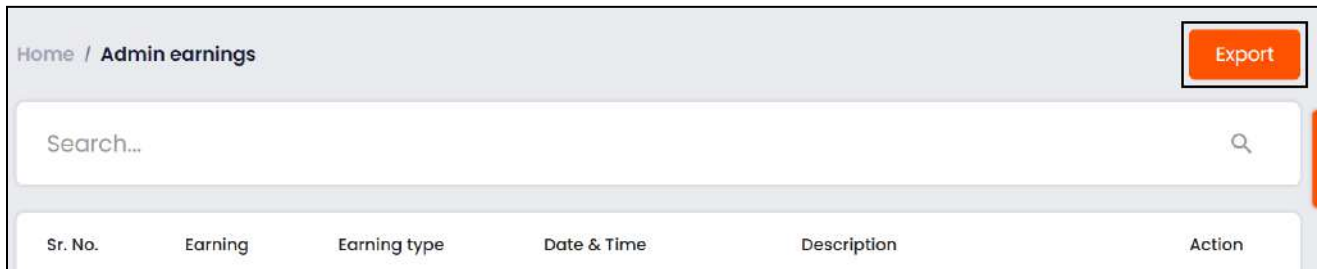 Home / Admin earnings
Export
Search...
Sr. No. Earning Earning type Date & Time Description Action